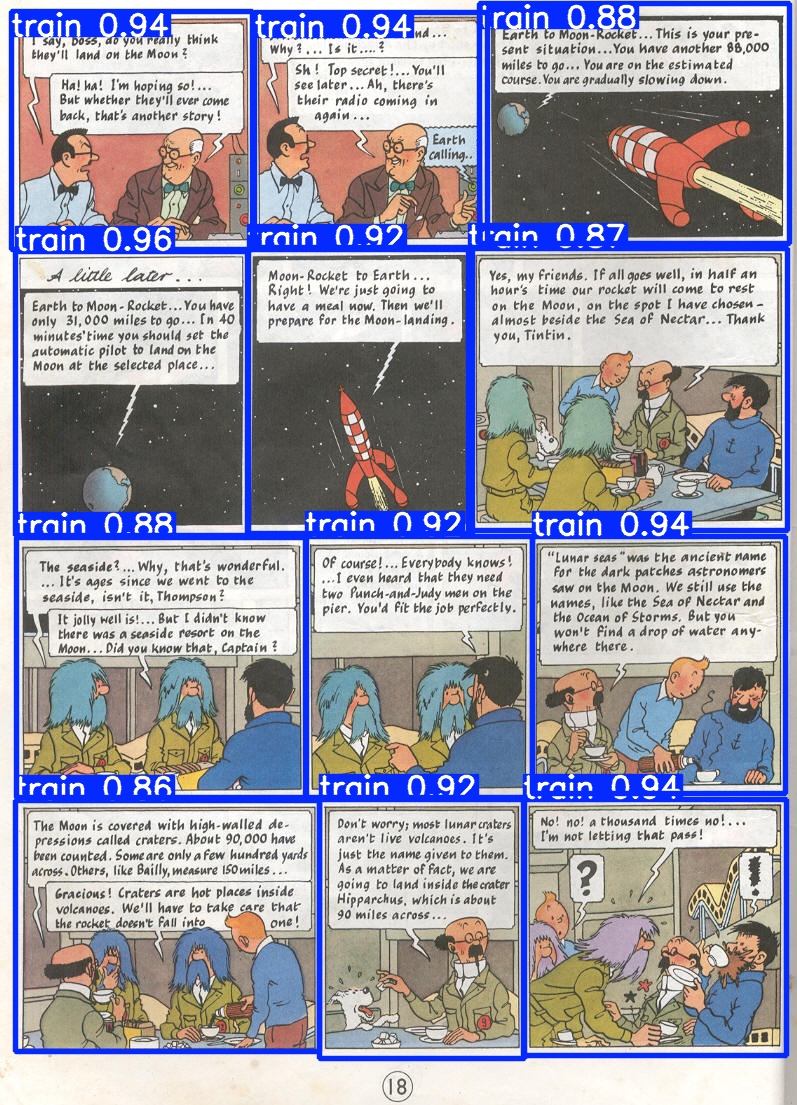 train 0.94
I say, boss, do you really think
they'll land on the Moon?
Ha! ha! I'm hoping so!...
But whether they'll ever come
back, that's another story!
train 0.94
Why?... Is it....?
Sh! Top secret!... You'll
see later... Ah, there's
their radio coming in
again...
Earth
calling..
train 0.88
Earth to Moon-Rocket... This is your pre-
sent situation...You have another 88,000
miles to go... You are on the estimated
course. You are gradually slowing down.
train 0.96
A little later...
Earth to Moon-Rocket...You have
only 31,000 miles to go... In 40
minutes' time you should set the
automatic pilot to land on the
Moon at the selected place...
train 0.92
Moon-Rocket to Earth...
Right! We're just going to
have a meal now. Then we'll
prepare for the Moon-landing.
train 0.87
Yes, my friends. If all goes well, in half an
hour's time our rocket will come to rest
on the Moon, on the spot I have chosen-
almost beside the Sea of Nectar... Thank
you, Tintin.
train 0.88
The seaside?... Why, that's wonderful.
... It's ages since we went to the
seaside, isn't it, Thompson?
It jolly well is!... But I didn't know
there was a seaside resort on the
Moon... Did you know that, Captain?
train 0.92
Of course!... Everybody knows!
... I even heard that they need
two Punch-and-Judy men on the
pier. You'd fit the job perfectly.
train 0.94
"Lunar seas" was the ancient name
for the dark patches astronomers
saw on the Moon. We still use the
names, like the Sea of Nectar and
the Ocean of Storms. But you
won't find a drop of water any-
where there.
train 0.86
The Moon is covered with high-walled de-
pressions called craters. About 90,000 have
been counted. Some are only a few hundred yards
across. Others, like Bailly, measure 150 miles...
Gracious! Craters are hot places inside
volcanoes. We'll have to take care that
the rocket doesn't fall into one!
train 0.92
Don't worry; most lunar craters
aren't live volcanoes. It's
just the name given to them.
As a matter of fact, we are
going to land inside the crater
Hipparchus, which is about
90 miles across...
train 0.94
No! no! a thousand times no!...
I'm not letting that pass!
?
!
18